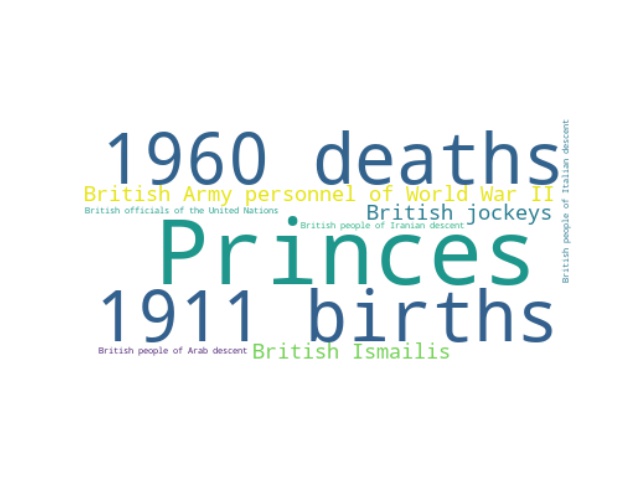 1960 deaths
British people of Italian descent
British Army personnel of World War II
British officials of the United Nations
British jockeys
British people of Iranian descent
Princes
1911 births
British people of Arab descent
British Ismailis